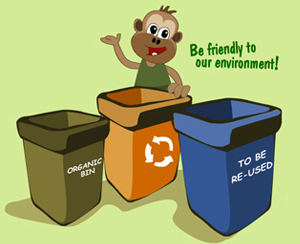 Be friendly to
our environment!
ORGANIC
BIN
TO BE
RE-USED